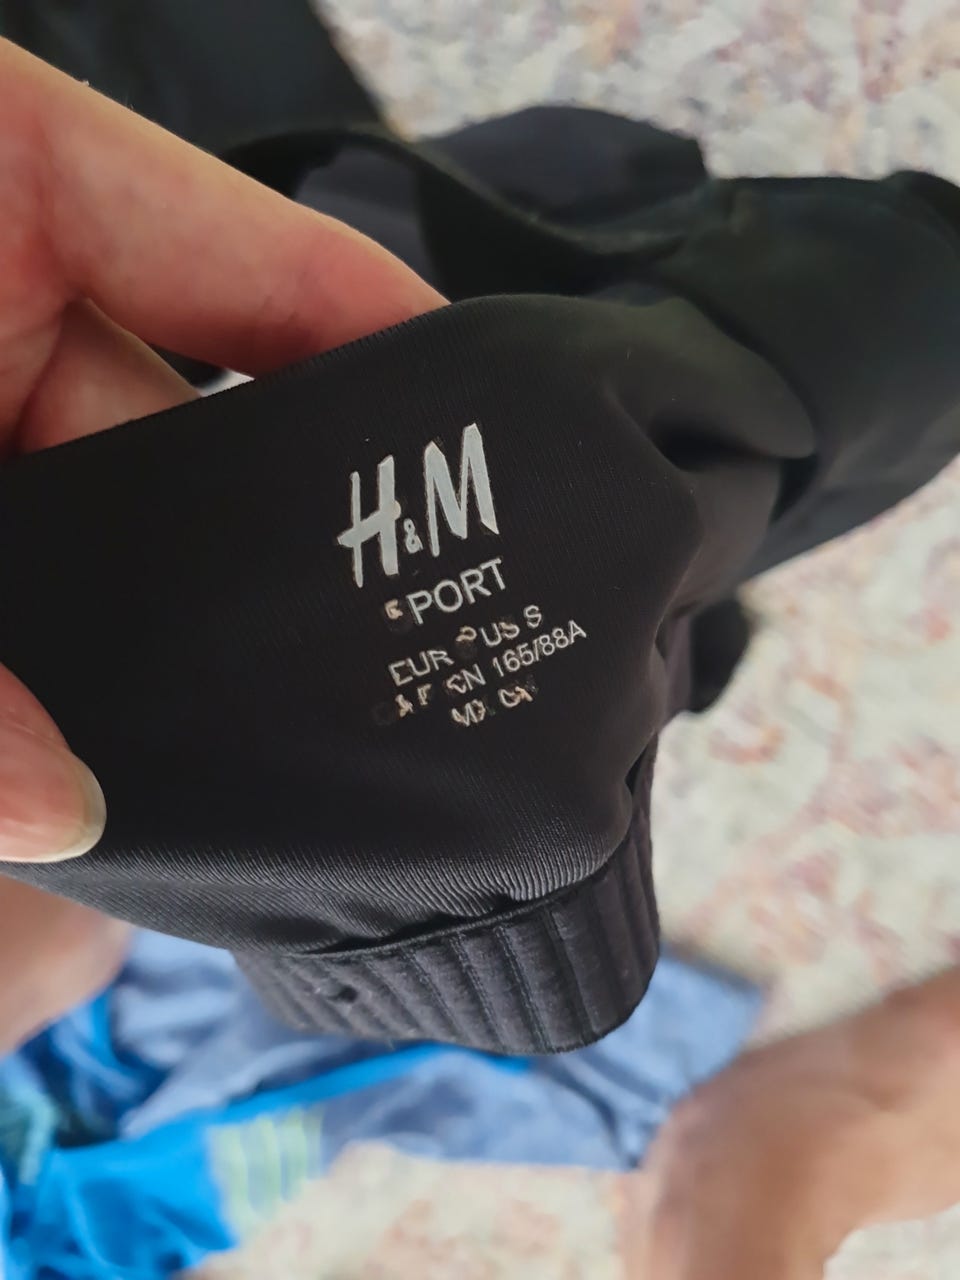 H&M
SPORT
EUR S US S
CN 165/88A